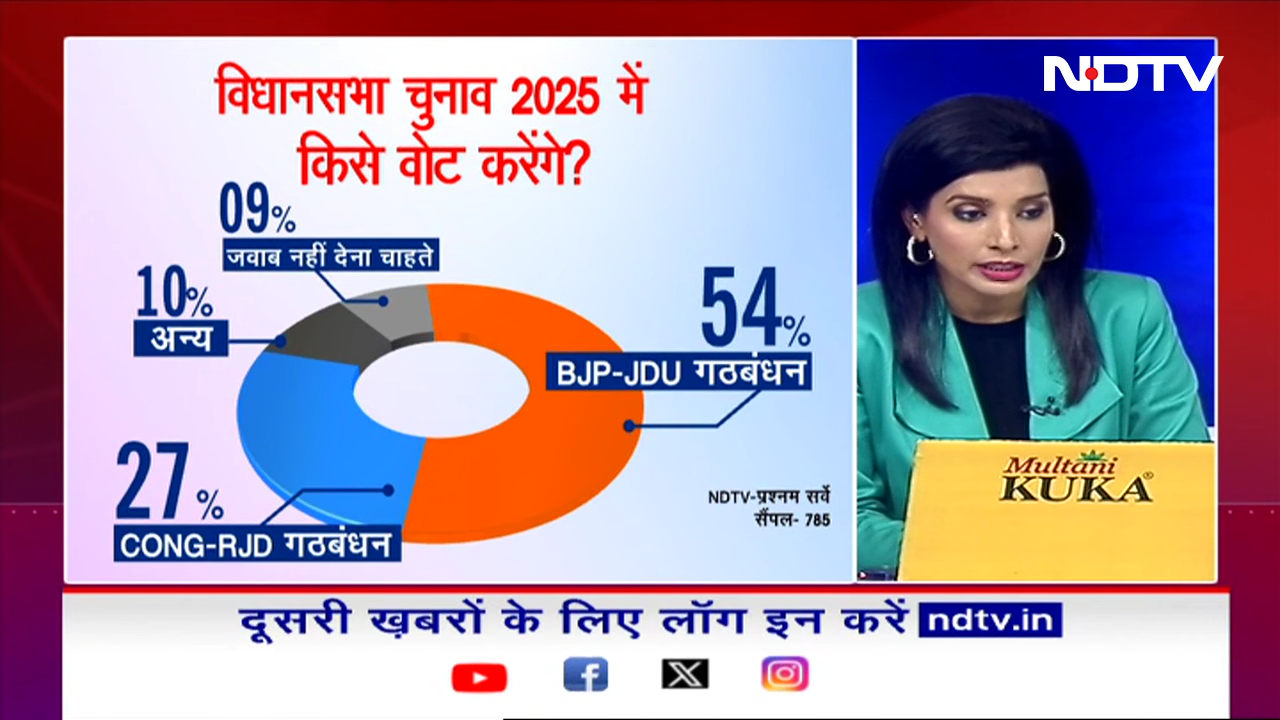 विधानसभा चुनाव 2025 में
किसे वोट करेंगे?
09%
जवाब नहीं देना चाहते
10%
अन्य
54%
BJP-JDU गठबंधन
27%
CONG-RJD गठबंधन
NDTV-प्रश्नम सर्वे
सैंपल- 785
NDTV
Multani
KUKA®
दूसरी ख़बरों के लिए लॉग इन करें ndtv.in